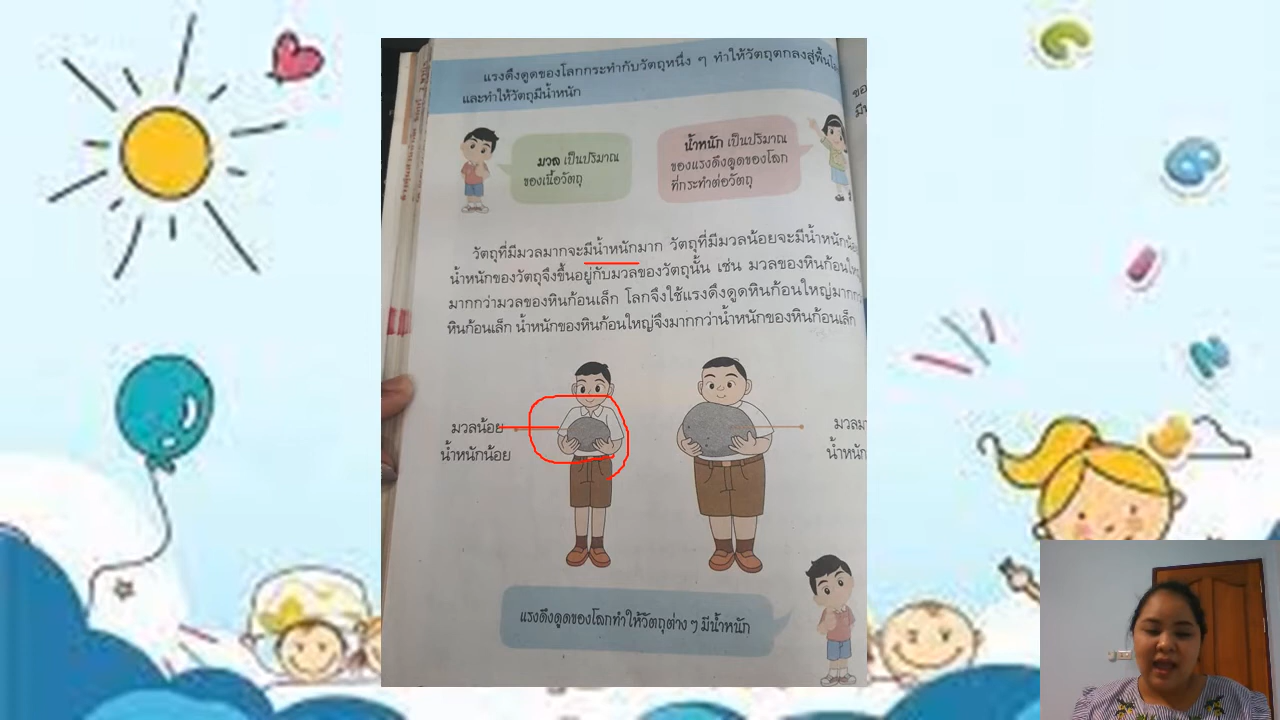 แรงดึงดูดของโลกกระทำกับวัตถุหนึ่ง ๆ ทำให้วัตถุตกลงสู่พื้น
และทำให้วัตถุมีน้ำหนัก
มวล เป็นปริมาณ
ของเนื้อวัตถุ
น้ำหนัก เป็นปริมาณ
ของแรงดึงดูดของโลก
ที่กระทำต่อวัตถุ
วัตถุที่มีมวลมากจะมีน้ำหนักมาก วัตถุที่มีมวลน้อยจะมีน้ำหนัก
น้ำหนักของวัตถุจึงขึ้นอยู่กับมวลของวัตถุนั้น เช่น มวลของหินก้อน
มากกว่ามวลของหินก้อนเล็ก โลกจึงใช้แรงดึงดูดหินก้อนใหญ่มาก
หินก้อนเล็ก น้ำหนักของหินก้อนใหญ่จึงมากกว่าน้ำหนักของหินก้อนเล็ก
มวลน้อย
น้ำหนักน้อย
มวล
น้ำหนัก
แรงดึงดูดของโลกทำให้วัตถุต่าง ๆ มีน้ำหนัก